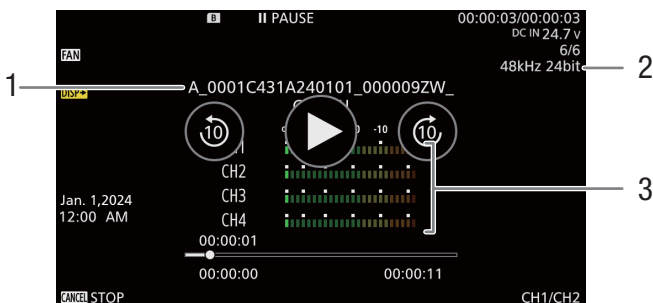 B II PAUSE 00:00:03/00:00:03
DC IN 24.7 V
FAN 6/6
48kHz 24bit
1 2
DISP
A_0001C431A240101_000009ZW_
10 -10 10
CH2
3
CH3
Jan. 1,2024
12:00 AM
CH4
00:00:01
00:00:00 00:00:11
CANCEL STOP CH1/CH2